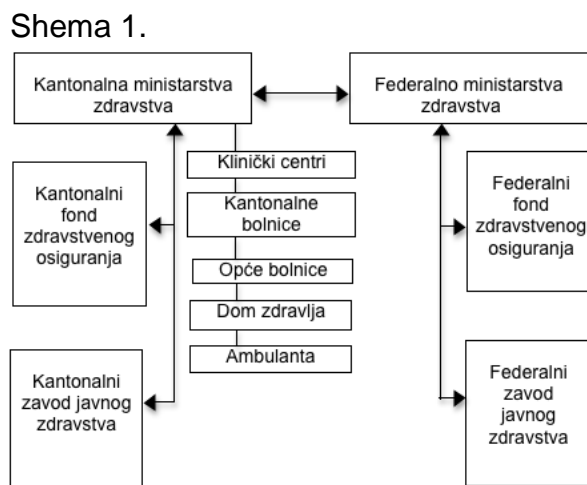 Shema 1.
Kantonalna ministarstva
zdravstva
Federalno ministarstva
zdravstva
Klinički centri
Kantonalne
bolnice
Opće bolnice
Dom zdravlja
Ambulanta
Kantonalni
fond
zdravstvenog
osiguranja
Federalni
fond
zdravstvenog
osiguranja
Kantonalni
zavod javnog
zdravstva
Federalni
zavod
javnog
zdravstva